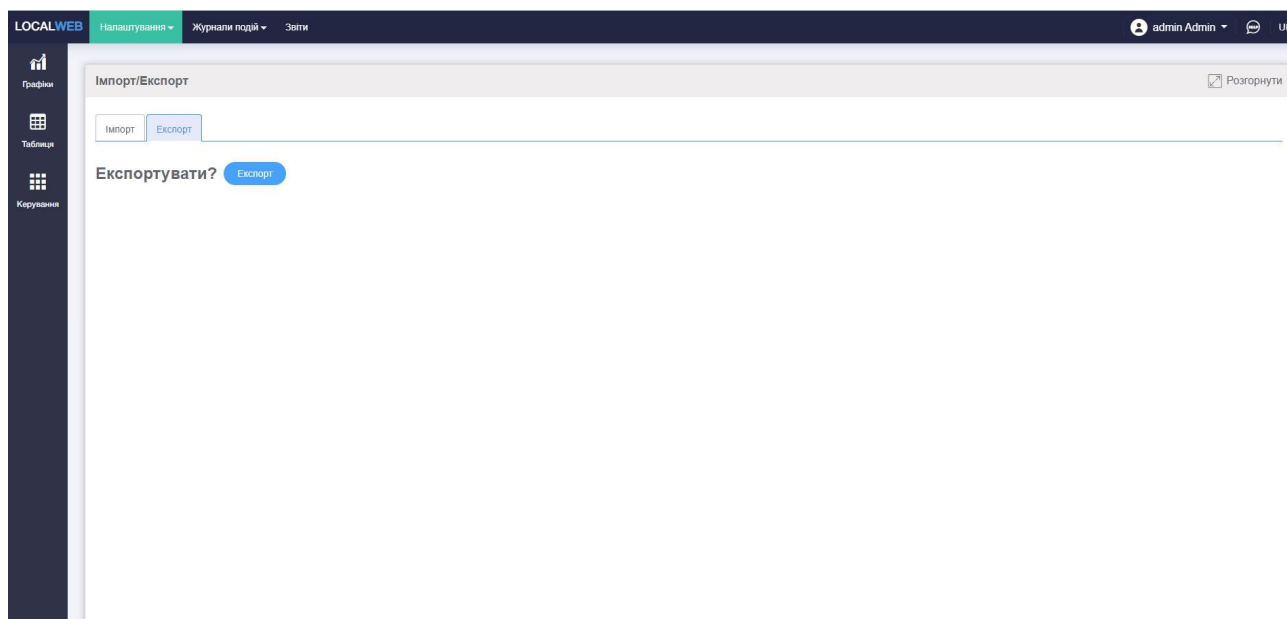 LOCALWEB Налаштування Журнали подій Звіти admin Admin
Графіки
Таблиця
Керування
Імпорт/Експорт Розгорнути
Імпорт Експорт
Експортувати? Експорт